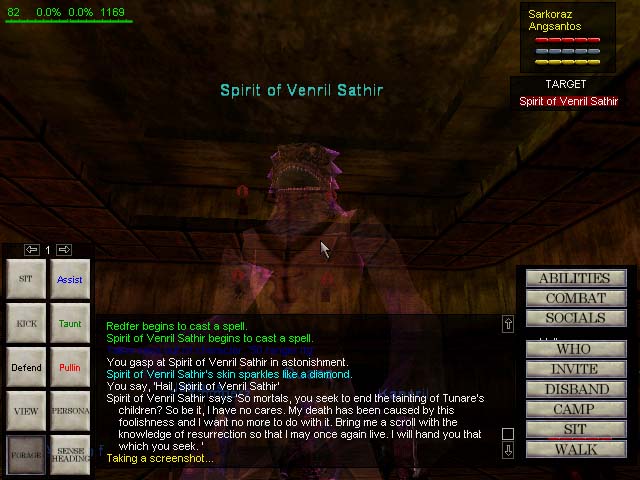 82 0.0% 0.0% 1169
Sarkoraz
Angsantos
TARGET
Spirit of Venril Sathir
Spirit of Venril Sathir
1
SIT
Assist
KICK
Taunt
Defend
Pullin
VIEW
PERSONA
FORAGE
SENSE
HEADING
Redfer begins to cast a spell.
Spirit of Venril Sathir begins to cast a spell.
You gasp at Spirit of Venril Sathir in astonishment.
Spirit of Venril Sathir's skin sparkles like a diamond.
You say, 'Hail, Spirit of Venril Sathir'
Spirit of Venril Sathir says 'So mortals, you seek to end the tainting of Tunare's
children? So be it, I have no cares. My death has been caused by this
foolishness and I want no more to do with it. Bring me a scroll with the
knowledge of resurrection so that I may once again live. I will hand you that
which you seek. '
Taking a screenshot...
ABILITIES
COMBAT
SOCIALS
WHO
INVITE
DISBAND
CAMP
SIT
WALK